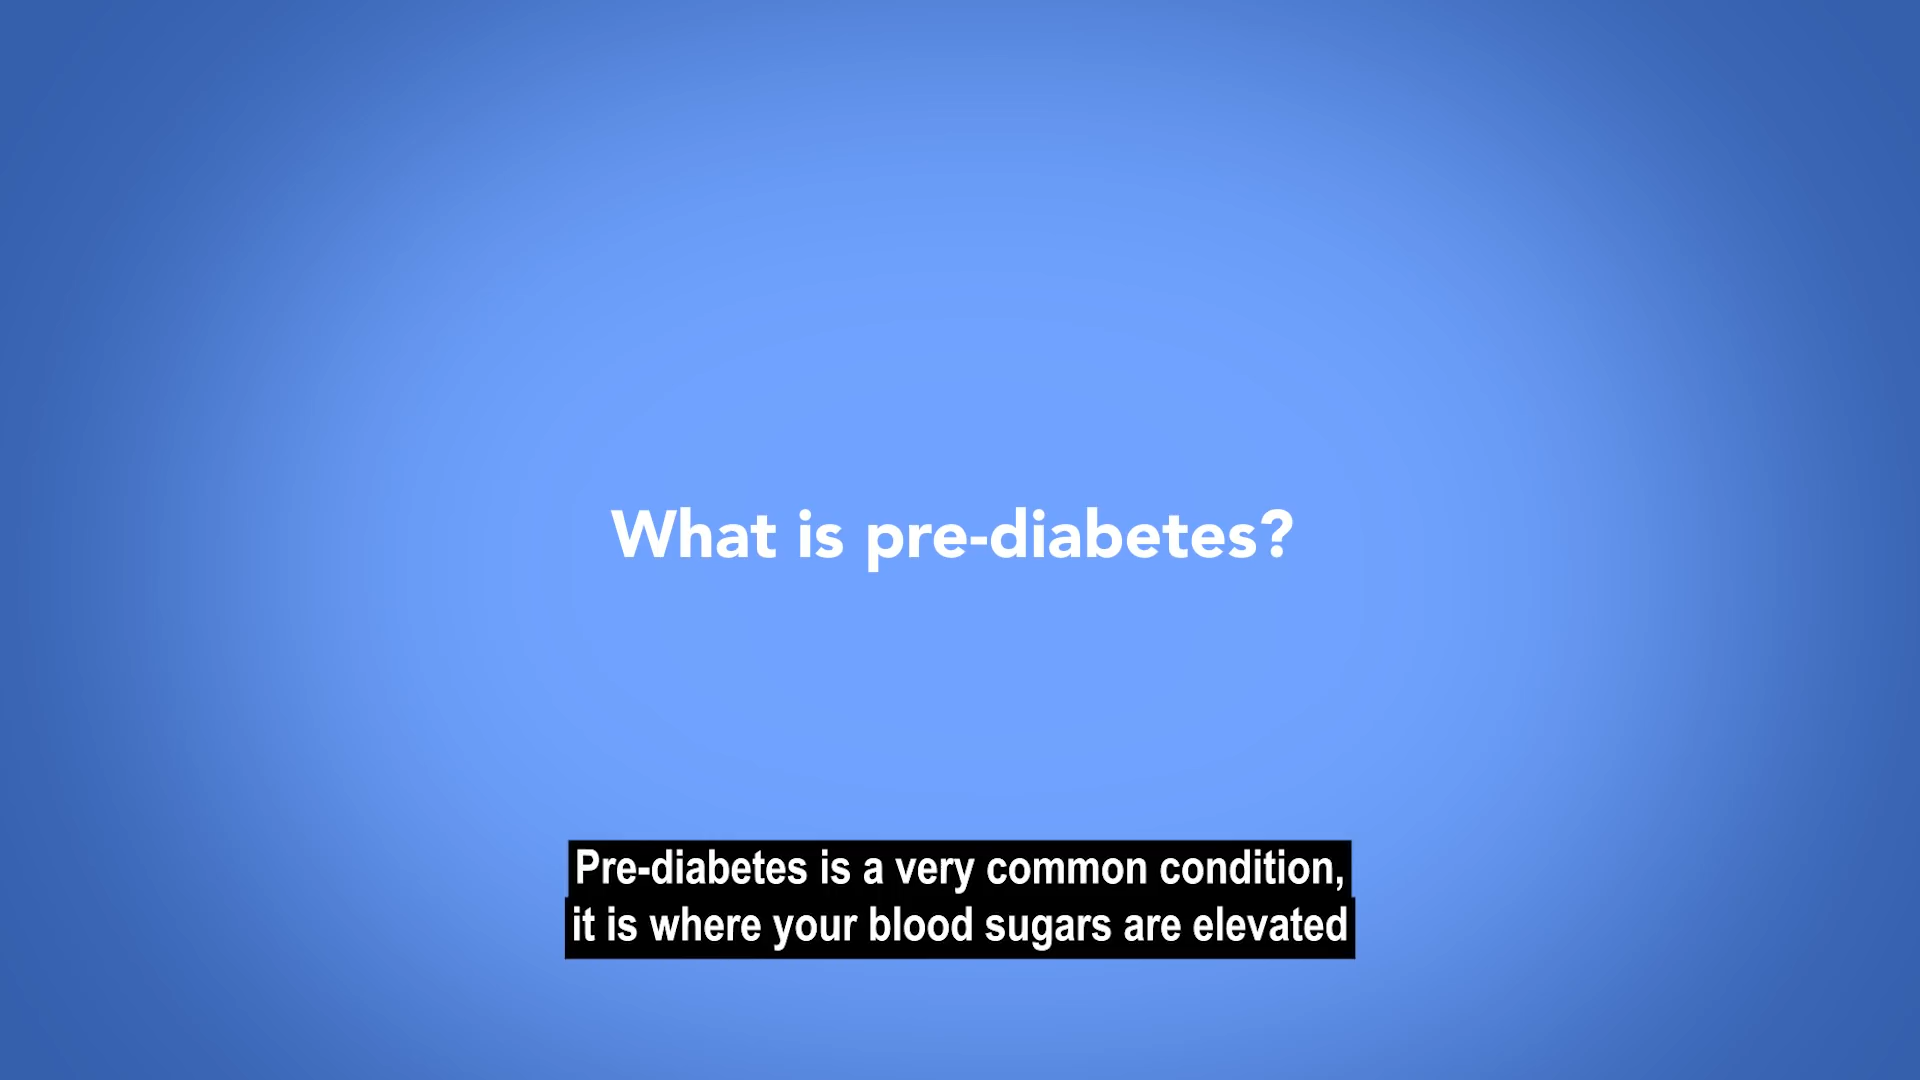 What is pre-diabetes?
Pre-diabetes is a very common condition,
it is where your blood sugars are elevated